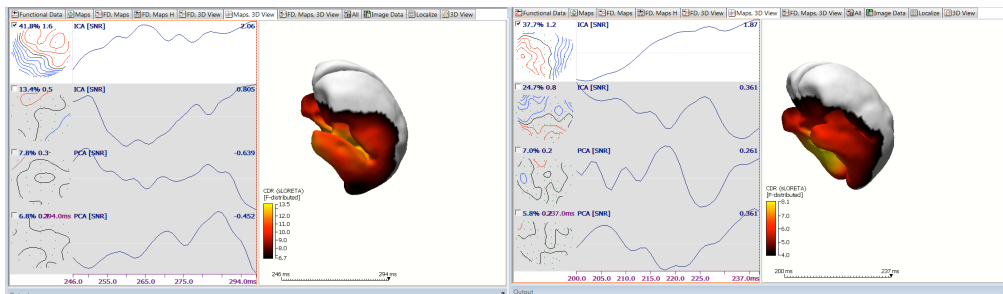 Functional Data Maps FD, Maps FD, Maps H FD, 3D View Maps, 3D View FD, Maps, 3D View All Image Data Localize 3D View
41.8% 1.6 ICA [SNR] 2.06
13.4% 0.5 ICA [SNR] 0.805
7.8% 0.3 PCA [SNR] -0.639
6.8% 294.0ms PCA [SNR] -0.452
246.0 255.0 265.0 275.0 294.0ms
CDR (sLORETA)
[F-distributed]
13.5
12.0
11.0
10.0
9.0
8.0
6.7
246 ms 294 ms
Functional Data Maps FD, Maps FD, Maps H FD, 3D View Maps, 3D View FD, Maps, 3D View All Image Data Localize 3D View
37.7% 1.2 ICA [SNR] 1.87
24.7% 0.8 ICA [SNR] 0.361
7.0% 0.2 PCA [SNR] 0.261
5.8% 237.0ms PCA [SNR] 0.361
200.0 205.0 210.0 215.0 220.0 225.0 237.0ms
CDR (sLORETA)
[F-distributed]
8.1
7.0
6.0
5.0
4.0
200 ms 237 ms
Output